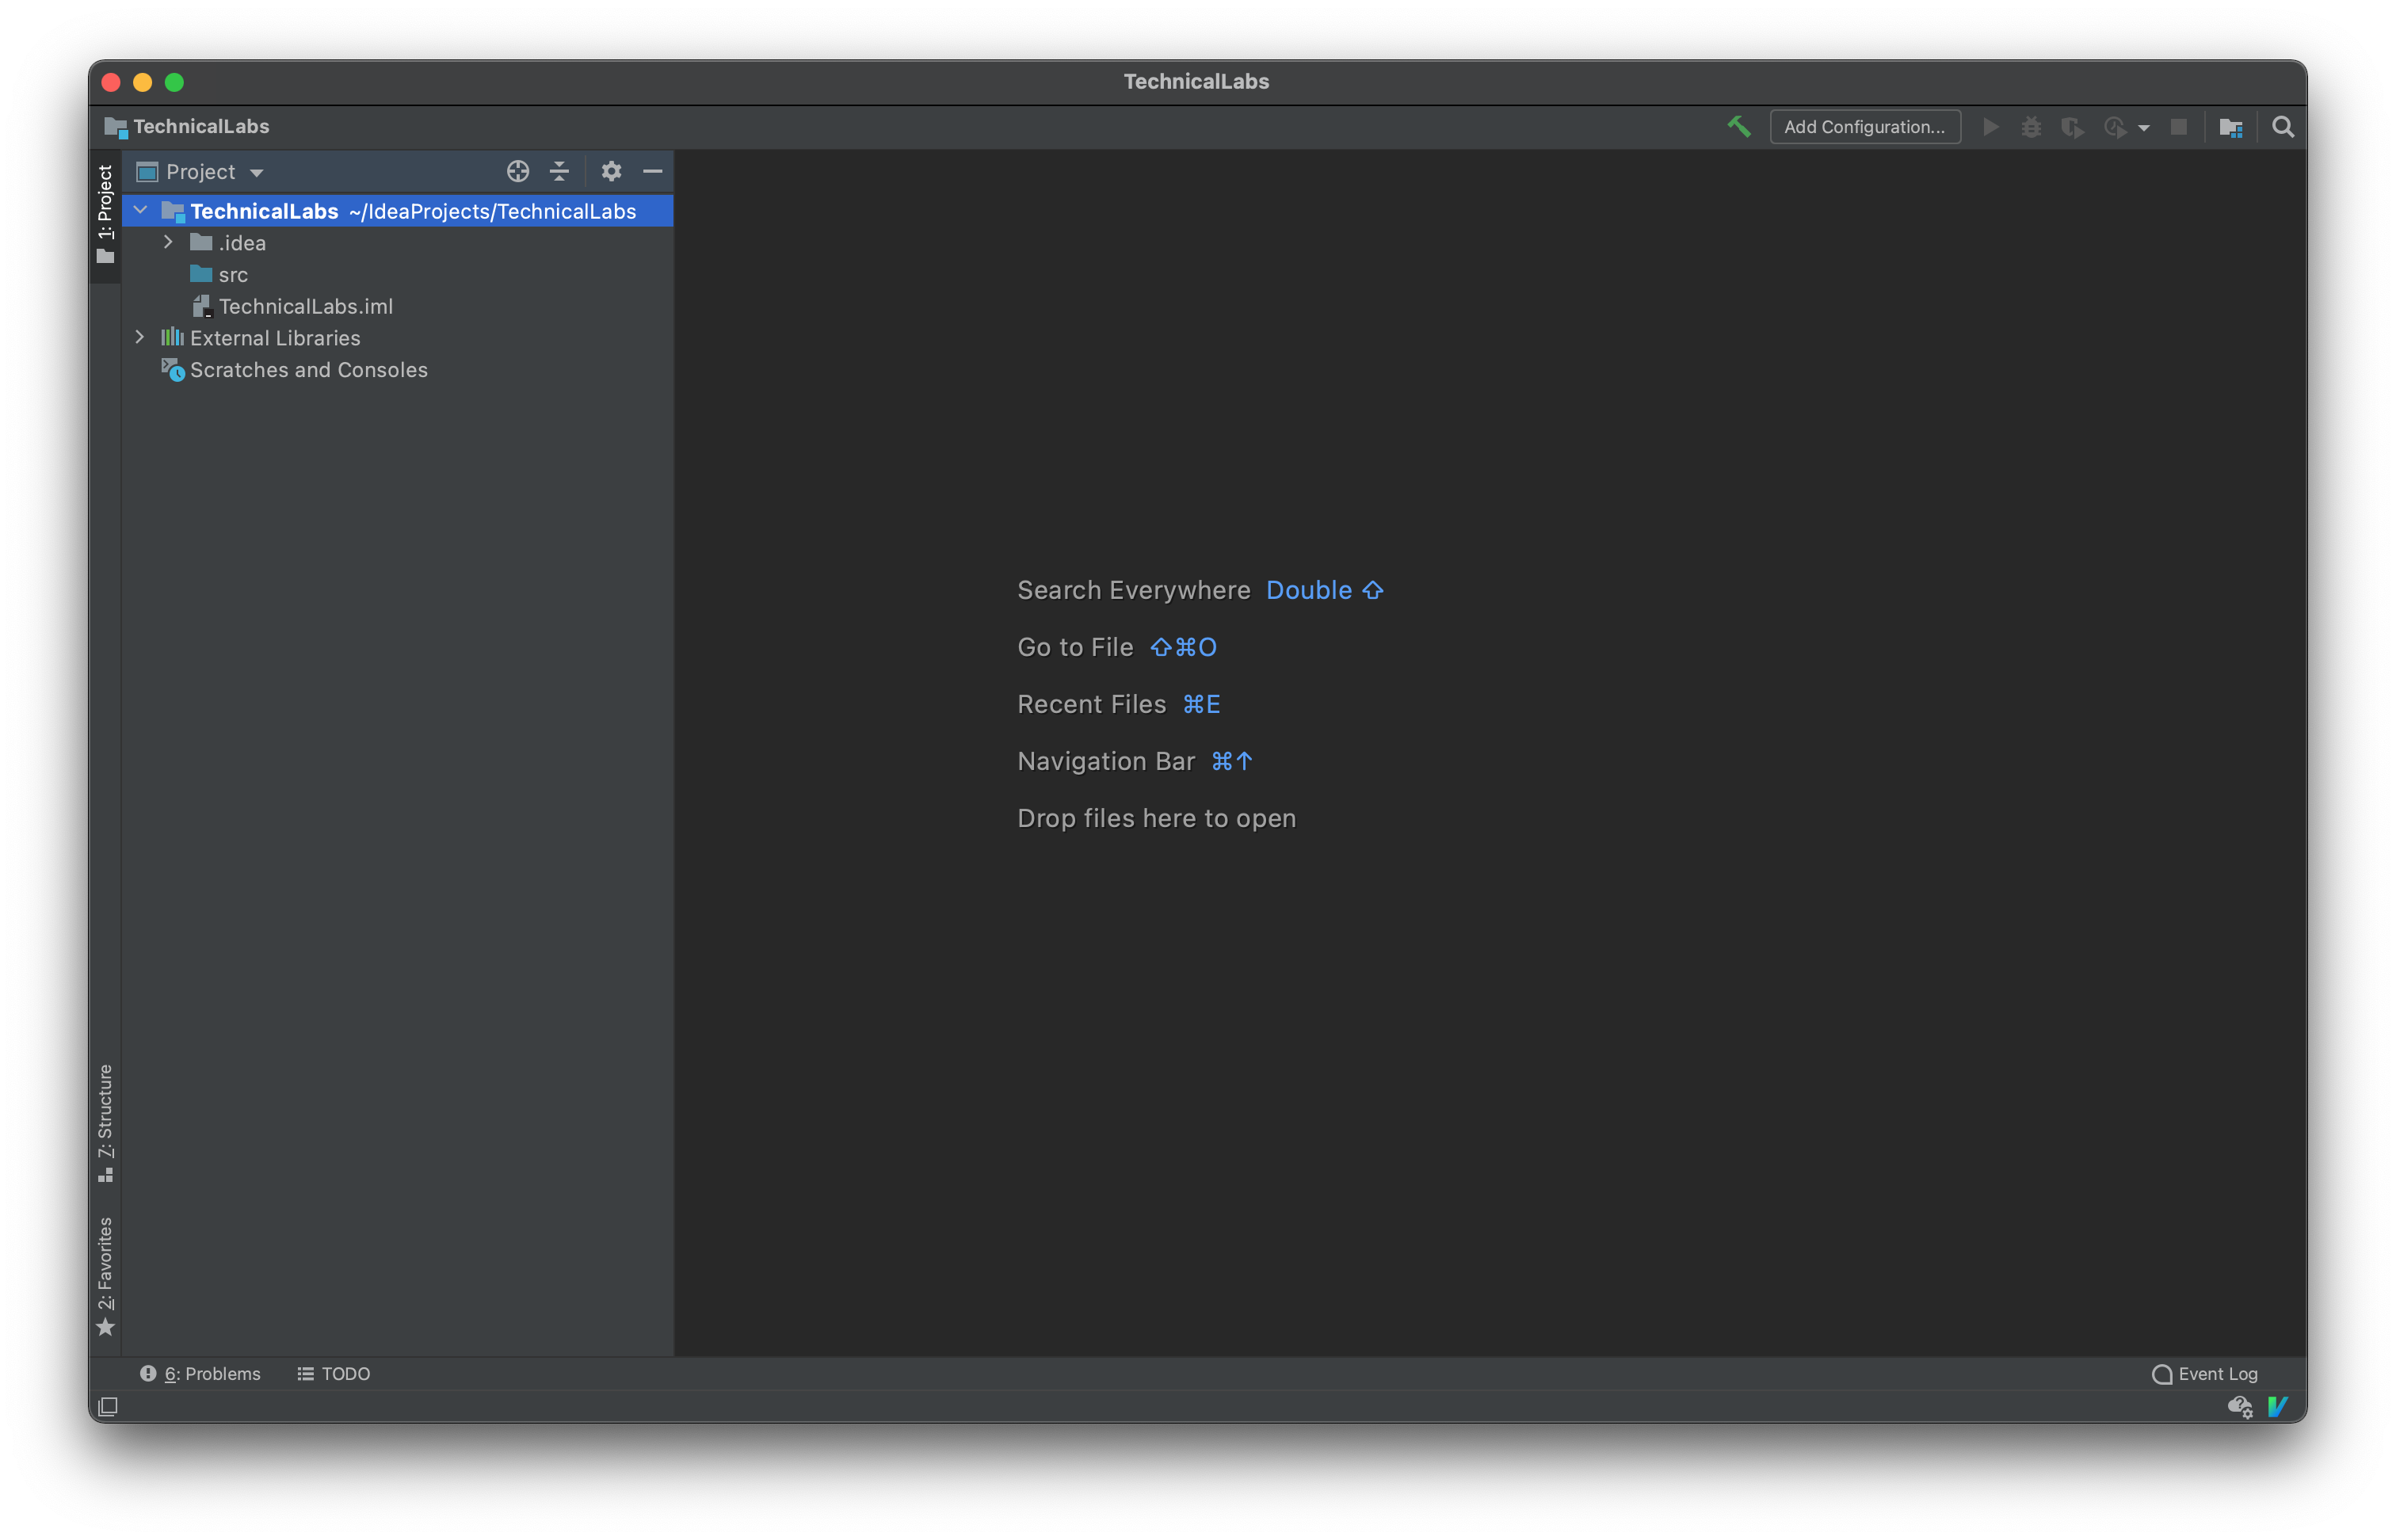 TechnicalLabs
TechnicalLabs
Add Configuration...
1: Project
Project
TechnicalLabs ~/IdeaProjects/TechnicalLabs
.idea
src
TechnicalLabs.iml
External Libraries
Scratches and Consoles
Search Everywhere Double ⇧
Go to File ⇧⌘O
Recent Files ⌘E
Navigation Bar ⌘↑
Drop files here to open
7: Structure
2: Favorites
6: Problems
TODO
Event Log